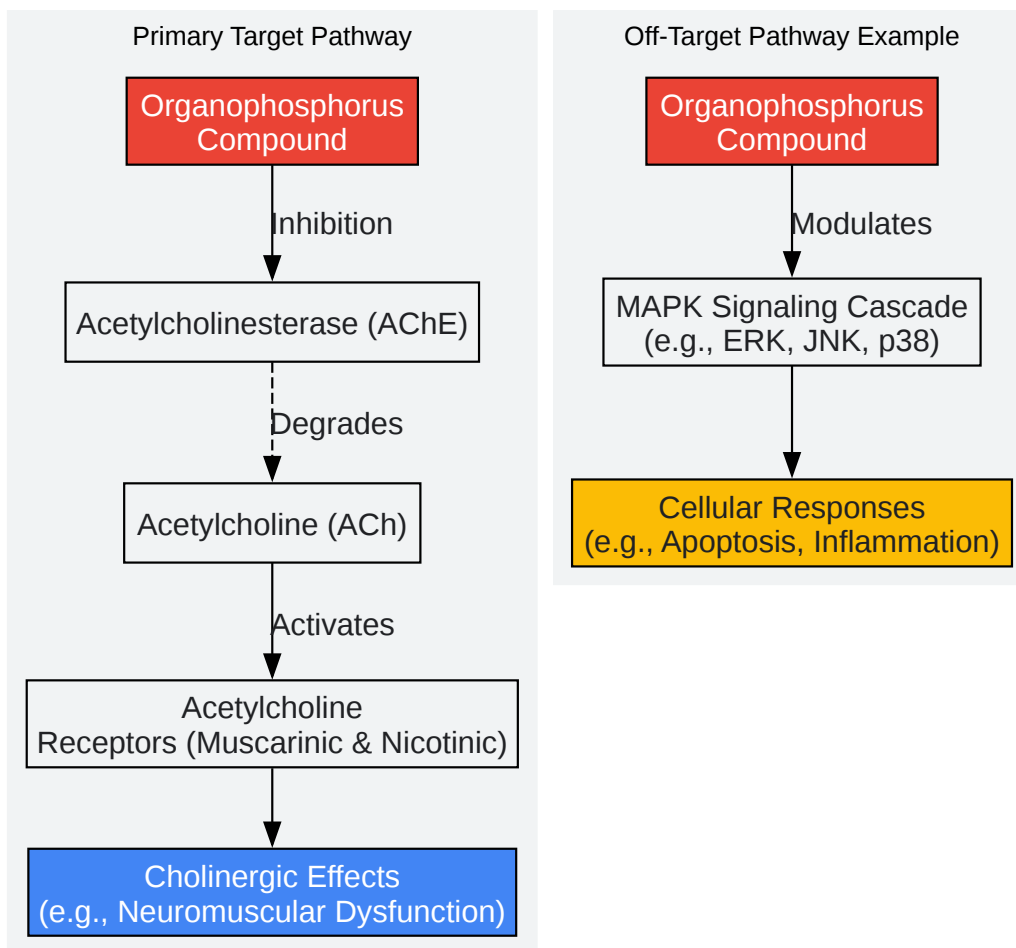 Primary Target Pathway
Organophosphorus
Compound
Inhibition
Acetylcholinesterase (AChE)
Degrades
Acetylcholine (ACh)
Activates
Acetylcholine
Receptors (Muscarinic & Nicotinic)
Cholinergic Effects
(e.g., Neuromuscular Dysfunction)
Off-Target Pathway Example
Organophosphorus
Compound
Modulates
MAPK Signaling Cascade
(e.g., ERK, JNK, p38)
Cellular Responses
(e.g., Apoptosis, Inflammation)